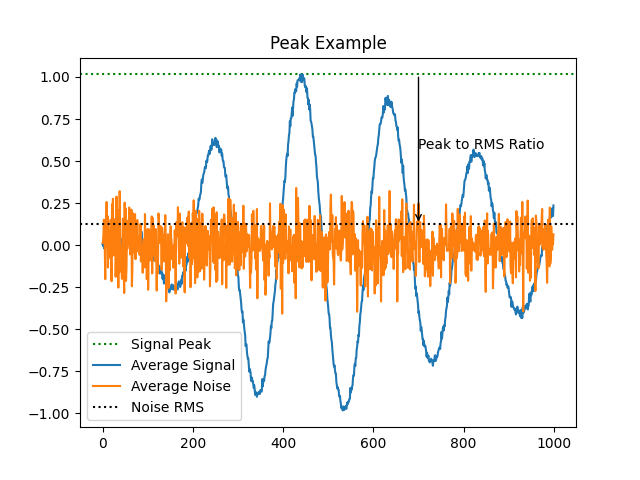 Peak Example
1.00
0.75
0.50
0.25
0.00
−0.25
−0.50
−0.75
−1.00
Peak to RMS Ratio
Signal Peak
Average Signal
Average Noise
Noise RMS
0 200 400 600 800 1000